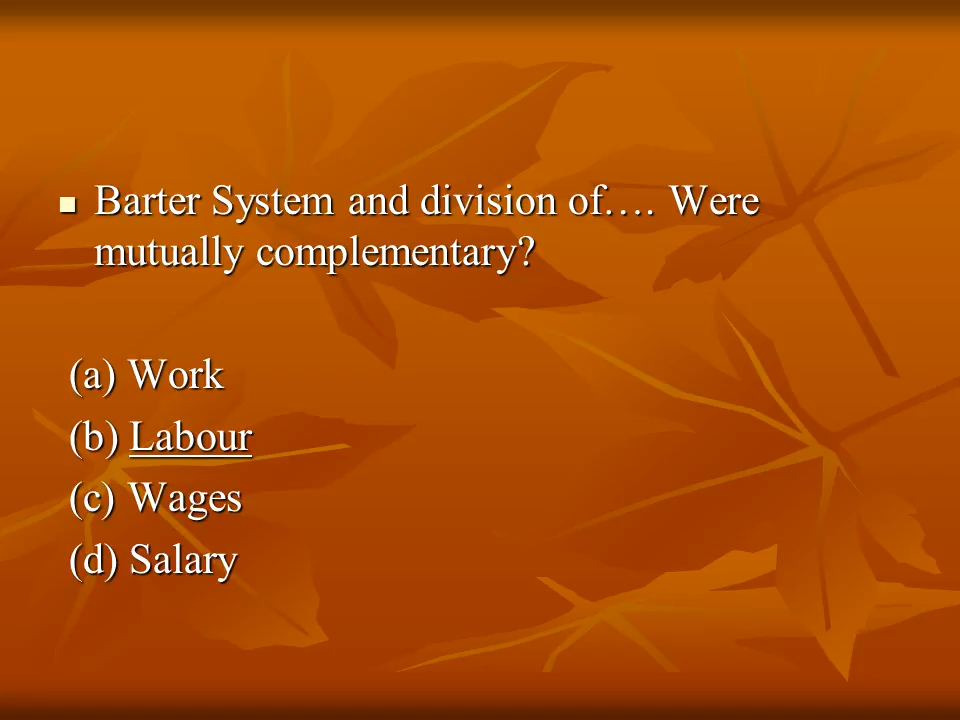 Barter System and division of…. Were
mutually complementary?
(a) Work
(b) Labour
(c) Wages
(d) Salary